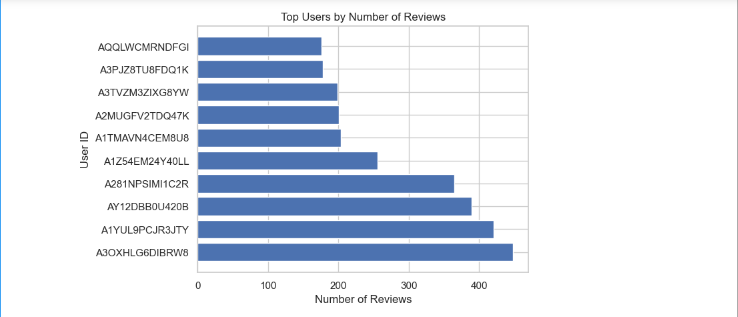 Top Users by Number of Reviews
AQQLWCMRNDFGI
A3PJZ8TU8FDQ1K
A3TVZM3ZIXG8YW
A2MUGFV2TDQ47K
A1TMAVN4CEM8U8
A1Z54EM24Y40LL
A281NPSIMI1C2R
AY12DBB0U420B
A1YUL9PCJR3JTY
A3OXHLG6DIBRW8
User ID
0 100 200 300 400
Number of Reviews